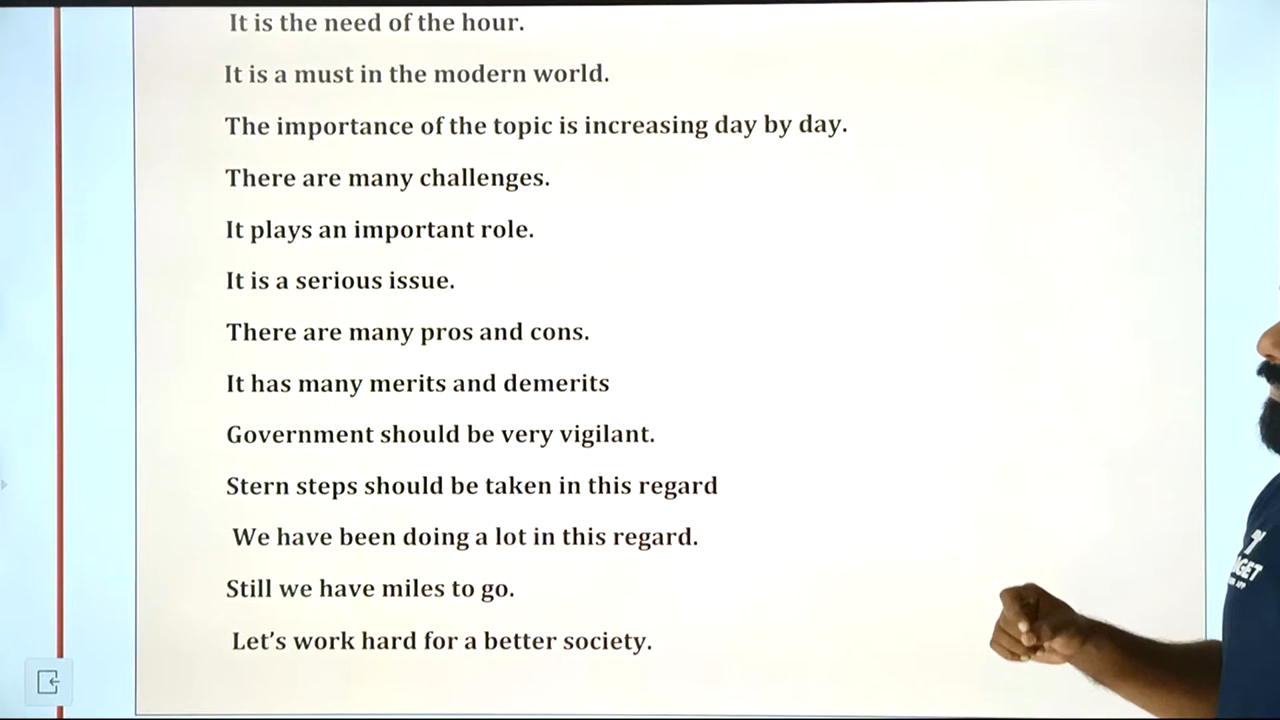 It is the need of the hour.
It is a must in the modern world.
The importance of the topic is increasing day by day.
There are many challenges.
It plays an important role.
It is a serious issue.
There are many pros and cons.
It has many merits and demerits
Government should be very vigilant.
Stern steps should be taken in this regard
We have been doing a lot in this regard.
Still we have miles to go.
Let's work hard for a better society.